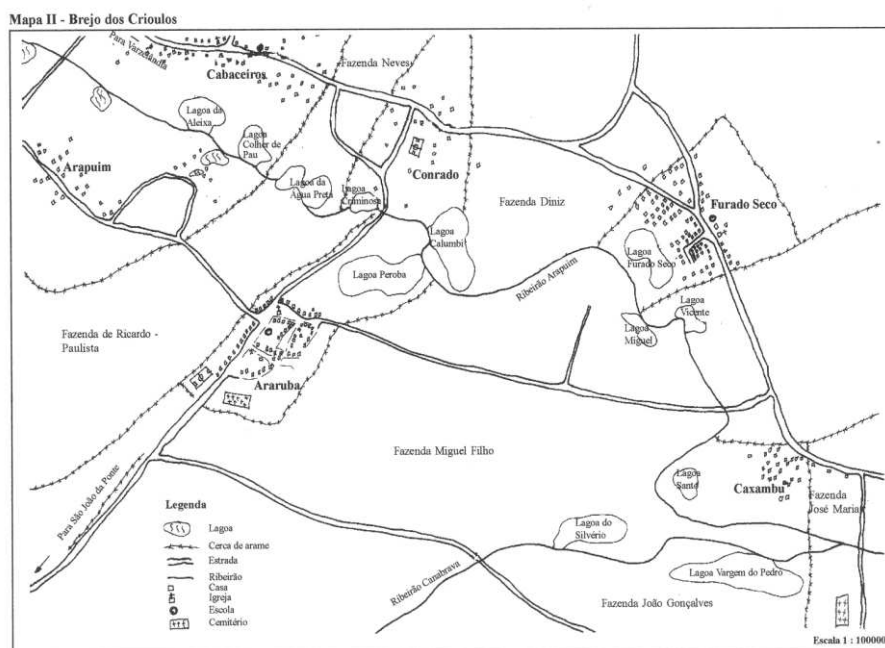 Mapa II - Brejo dos Crioulos
Para Varzelândia
Cabaceiros
Fazenda Neves
Lagoa da
Aleixa
Lagoa
Colher de
Pau
Arapuim
Lagoa da
Água Preta
Lagoa
Criminosa
Conrado
Fazenda Diniz
Furado Seco
Lagoa
Calumbi
Lagoa Peroba
Ribeirão Arapuim
Lagoa
Furado Seco
Lagoa
Vicente
Lagoa
Miguel
Fazenda de Ricardo -
Paulista
Araruba
Fazenda Miguel Filho
Lagoa
Santo
Caxambu
Fazenda
José Maria
Para São João da Ponte
Lagoa do
Silvério
Ribeirão Canabrava
Lagoa Vargem do Pedro
Fazenda João Gonçalves
Legenda
Lagoa
Cerca de arame
Estrada
Ribeirão
Casa
Igreja
Escola
Cemitério
Escala 1 : 100000